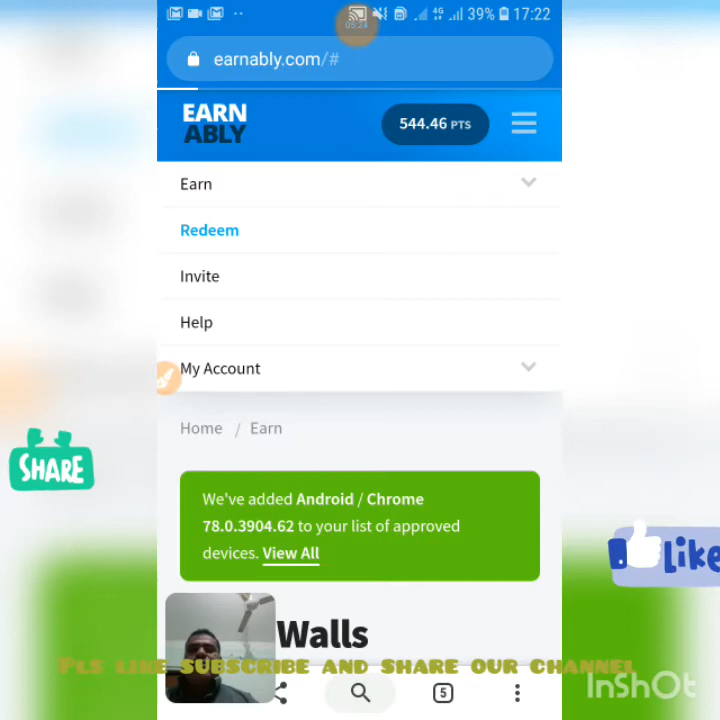 39% 17:22
05:24
earnably.com/#
EARN
ABLY
544.46 PTS
Earn
Redeem
Invite
Help
My Account
Home / Earn
We've added Android / Chrome
78.0.3904.62 to your list of approved
devices. View All
Walls
SHARE
Like
PLS LIKE SUBSCRIBE AND SHARE OUR CHANNEL
5
InShOt